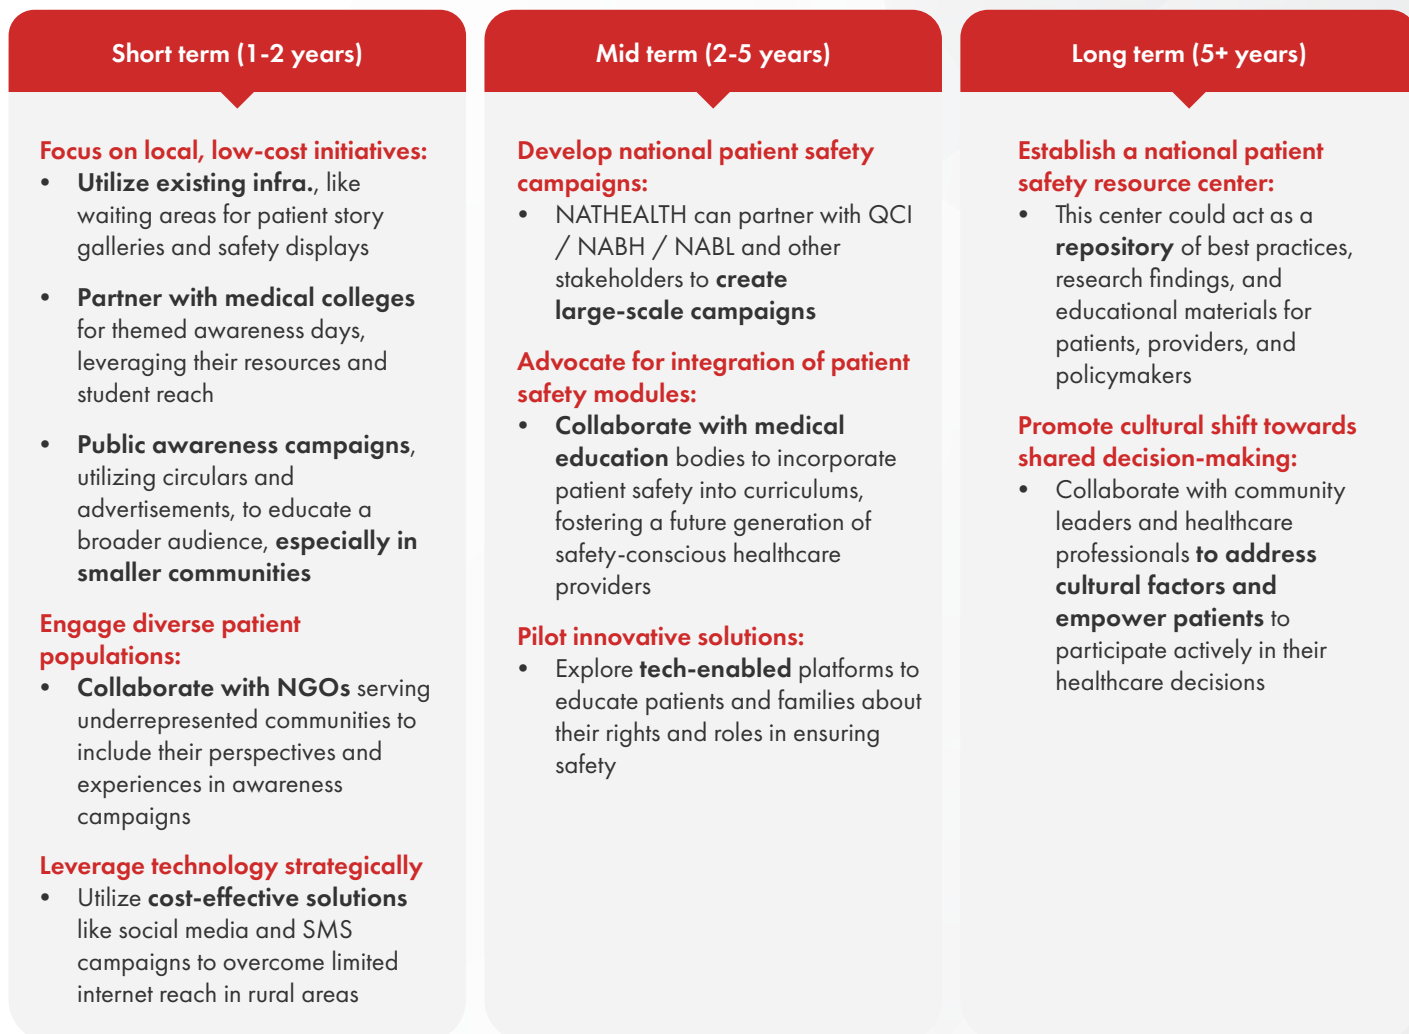 Short term (1-2 years)
Focus on local, low-cost initiatives:
• Utilize existing infra., like
waiting areas for patient story
galleries and safety displays
• Partner with medical colleges
for themed awareness days,
leveraging their resources and
student reach
• Public awareness campaigns,
utilizing circulars and
advertisements, to educate a
broader audience, especially in
smaller communities
Engage diverse patient
populations:
• Collaborate with NGOs serving
underrepresented communities to
include their perspectives and
experiences in awareness
campaigns
Leverage technology strategically
• Utilize cost-effective solutions
like social media and SMS
campaigns to overcome limited
internet reach in rural areas
Mid term (2-5 years)
Develop national patient safety
campaigns:
• NATHEALTH can partner with QCI
/ NABH / NABL and other
stakeholders to create
large-scale campaigns
Advocate for integration of patient
safety modules:
• Collaborate with medical
education bodies to incorporate
patient safety into curriculums,
fostering a future generation of
safety-conscious healthcare
providers
Pilot innovative solutions:
• Explore tech-enabled platforms to
educate patients and families about
their rights and roles in ensuring
safety
Long term (5+ years)
Establish a national patient
safety resource center:
• This center could act as a
repository of best practices,
research findings, and
educational materials for
patients, providers, and
policymakers
Promote cultural shift towards
shared decision-making:
• Collaborate with community
leaders and healthcare
professionals to address
cultural factors and
empower patients to
participate actively in their
healthcare decisions